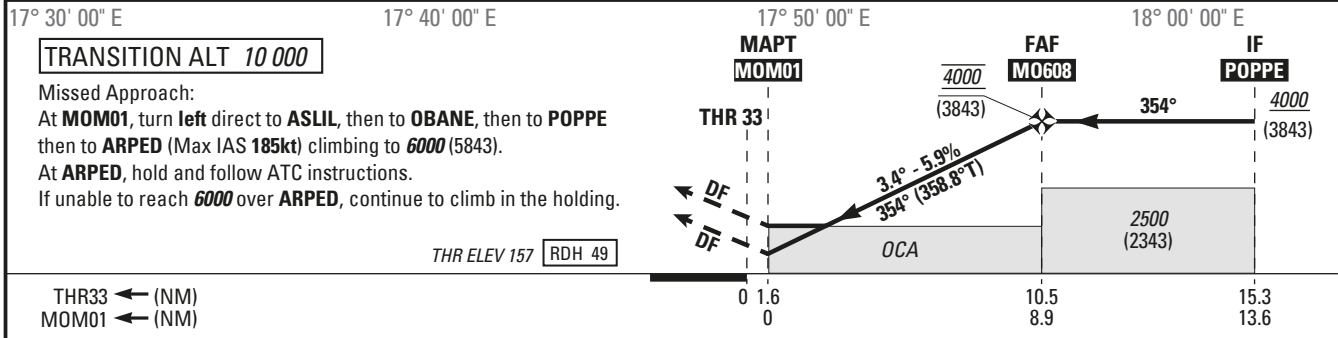 17° 30' 00" E 17° 40' 00" E 17° 50' 00" E 18° 00' 00" E
TRANSITION ALT 10 000
Missed Approach:
At MOM01, turn left direct to ASLIL, then to OBANE, then to POPPE
then to ARPED (Max IAS 185kt) climbing to 6000 (5843).
At ARPED, hold and follow ATC instructions.
If unable to reach 6000 over ARPED, continue to climb in the holding.
THR ELEV 157 RDH 49
MAPT
MOM01
THR 33
FAF
MO608
4000
(3843)
IF
POPPE
4000
(3843)
354°
3.4° - 5.9%
354° (358.8°T)
DF
DF
OCA
2500
(2343)
THR33 (NM) 0 1.6 10.5 15.3
MOM01 (NM) 0 8.9 13.6